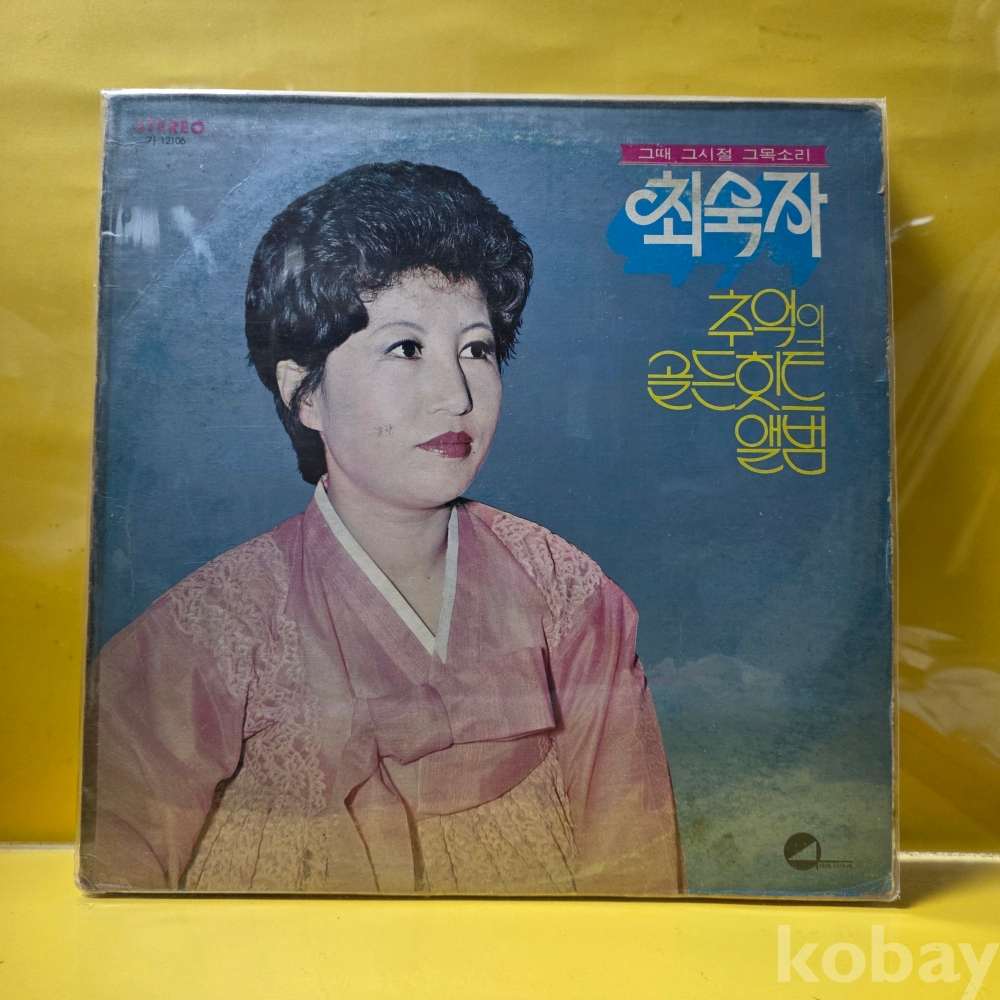 STEREO
가 12106
그때 그시절 그목소리
최숙자
추억의
골든힛트
앨범
kobay